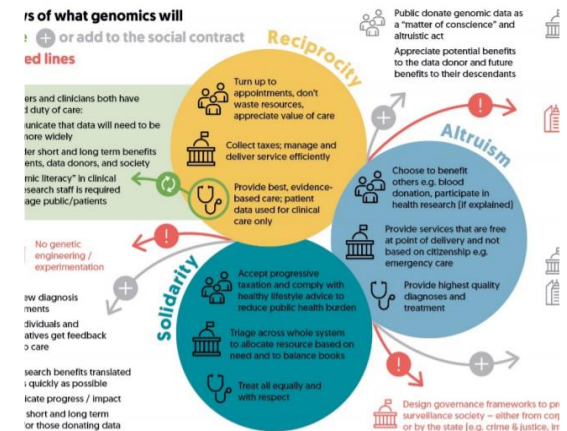 vs of what genomics will
or add to the social contract
ed lines
ers and clinicians both have
duty of care:
unicate that data will need to be
more widely
er short and long term benefits
ents, data donors, and society
mic literacy" in clinical
search staff is required
age public/patients
No genetic
engineering /
experimentation
ew diagnosis
ments
dividuals and
atives get feedback
o care
search benefits translated
s quickly as possible
icate progress / impact
short and long term
for those donating data
Reciprocity
Turn up to
appointments, don't
waste resources,
appreciate value of care
Collect taxes; manage and
deliver service efficiently
Provide best, evidence-
based care; patient
data used for clinical
care only
Public donate genomic data as
a "matter of conscience" and
altruistic act
Appreciate potential benefits
to the data donor and future
benefits to their descendants
Altruism
Choose to benefit
others e.g. blood
donation, participate in
health research [if explained]
Provide services that are free
at point of delivery and not
based on citizenship e.g.
emergency care
Provide highest quality
diagnoses and
treatment
Solidarity
Accept progressive
taxation and comply with
healthy lifestyle advice to
reduce public health burden
Triage across whole system
to allocate resource based on
need and to balance books
Treat all equally and
with respect
Design governance frameworks to pr
surveillance society – either from cor
or by the state [e.g. crime & justice, im